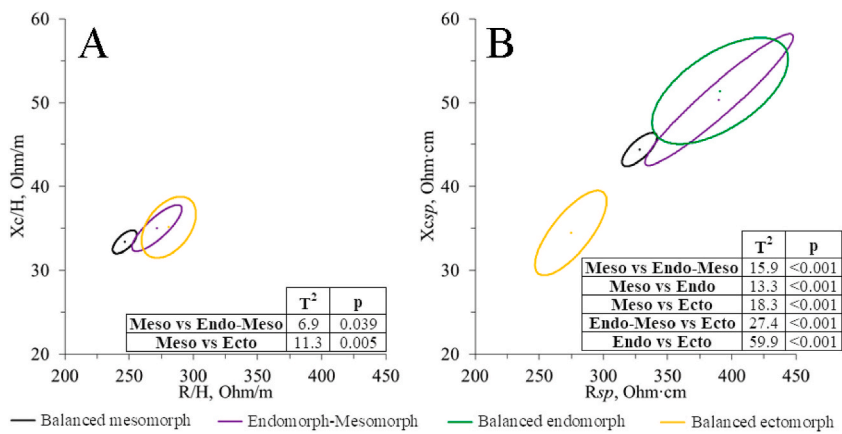 A
B
60
50
40
30
20
Xc/H, Ohm/m
200 250 300 350 400 450
R/H, Ohm/m
T² p
Meso vs Endo-Meso 6.9 0.039
Meso vs Ecto 11.3 0.005
60
50
40
30
20
Xcsp, Ohm·cm
200 250 300 350 400 450
Rsp, Ohm·cm
T² p
Meso vs Endo-Meso 15.9 <0.001
Meso vs Endo 13.3 <0.001
Meso vs Ecto 18.3 <0.001
Endo-Meso vs Ecto 27.4 <0.001
Endo vs Ecto 59.9 <0.001
Balanced mesomorph Endomorph-Mesomorph Balanced endomorph Balanced ectomorph